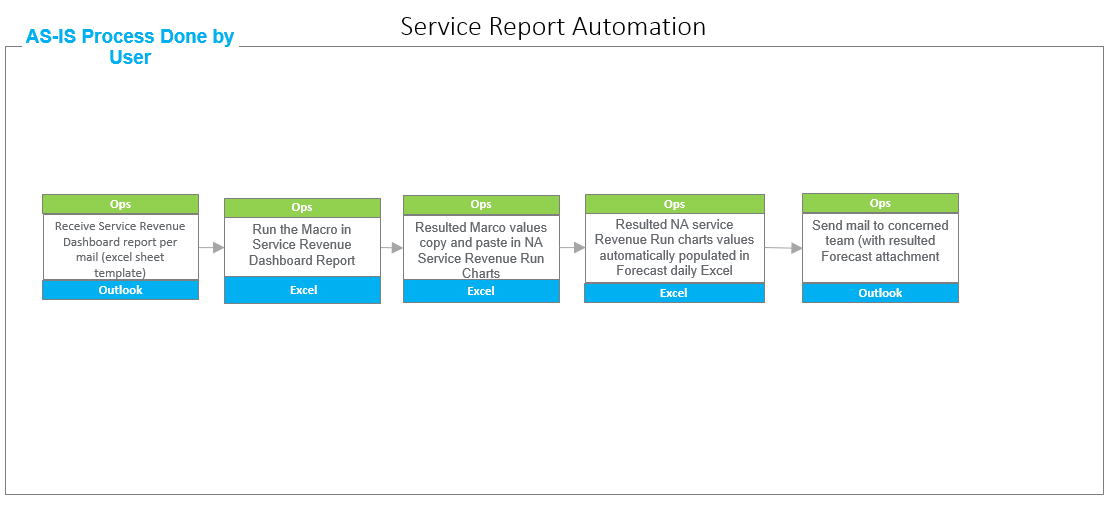 Service Report Automation
AS-IS Process Done by
User
Ops
Receive Service Revenue
Dashboard report per
mail (excel sheet
template)
Outlook
Ops
Run the Macro in
Service Revenue
Dashboard Report
Excel
Ops
Resulted Marco values
copy and paste in NA
Service Revenue Run
Charts
Excel
Ops
Resulted NA service
Revenue Run charts values
automatically populated in
Forecast daily Excel
Excel
Ops
Send mail to concerned
team (with resulted
Forecast attachment
Outlook